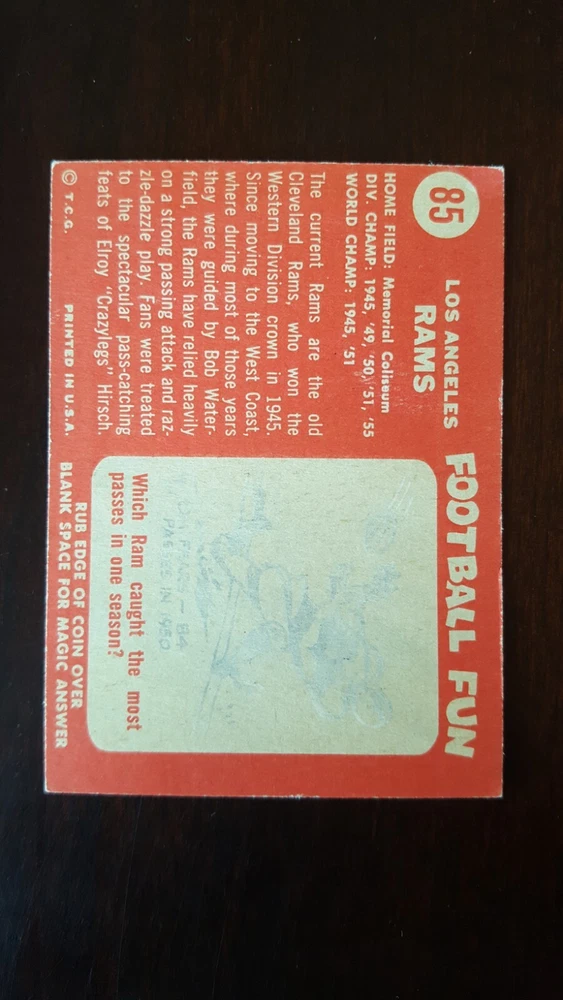 85
LOS ANGELES
RAMS
HOME FIELD: Memorial Coliseum
DIV. CHAMP: 1945, '49, '50, '51, '55
WORLD CHAMP: 1945, '51
The current Rams are the old
Cleveland Rams, who won the
Western Division crown in 1945.
Since moving to the West Coast,
where during most of those years
they were guided by Bob Water-
field, the Rams have relied heavily
on a strong passing attack and raz-
zle-dazzle play. Fans were treated
to the spectacular pass-catching
feats of Elroy "Crazylegs" Hirsch.
© T.C.G. PRINTED IN U.S.A.
FOOTBALL FUN
Which Ram caught the most
passes in one season?
FEARS—84
PASSES IN 1950
RUB EDGE OF COIN OVER
BLANK SPACE FOR MAGIC ANSWER